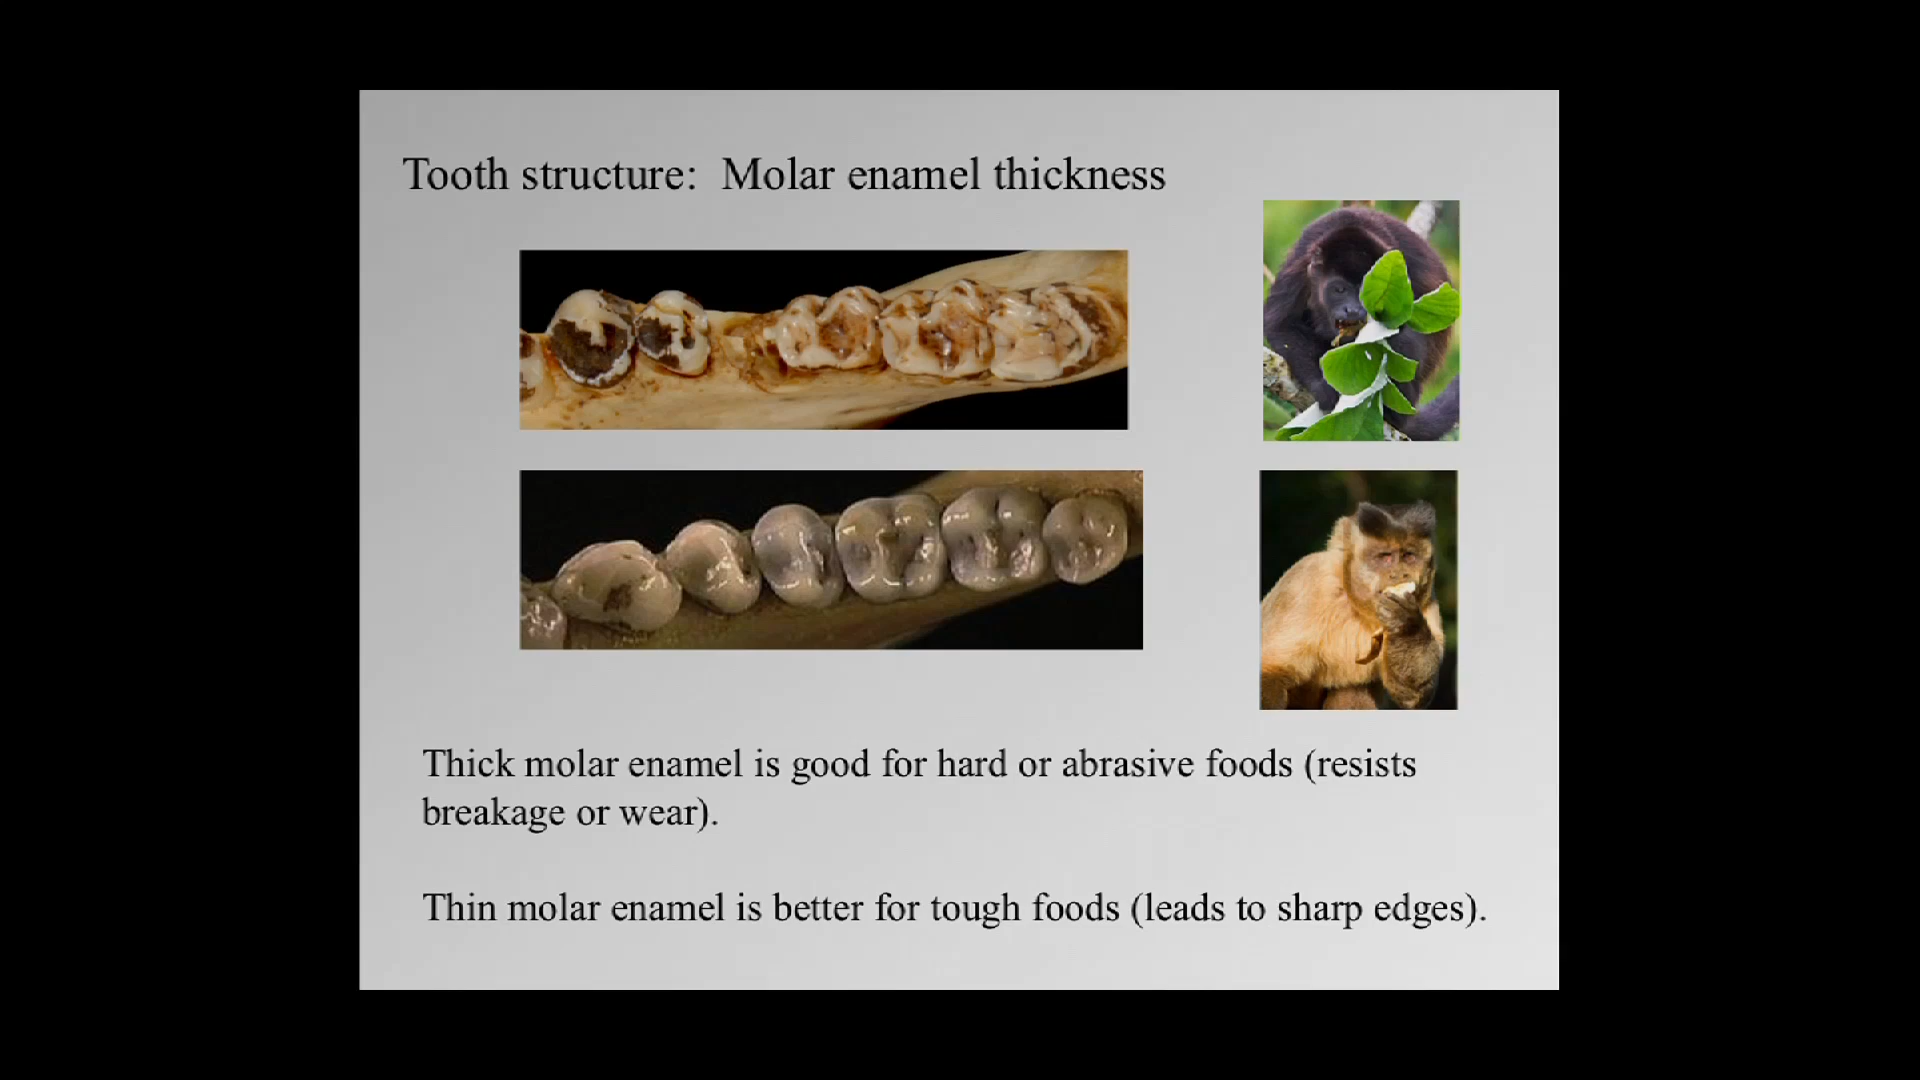 Tooth structure:  Molar enamel thickness
Thick molar enamel is good for hard or abrasive foods (resists
breakage or wear).
Thin molar enamel is better for tough foods (leads to sharp edges).